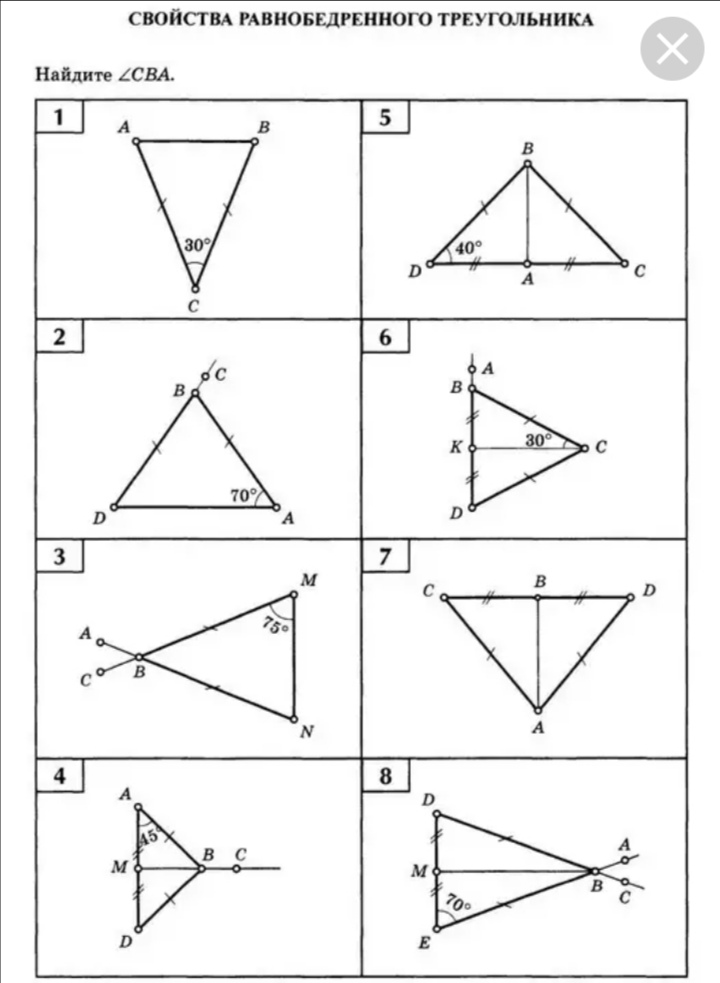 СВОЙСТВА РАВНОБЕДРЕННОГО ТРЕУГОЛЬНИКА
Найдите ∠CBA.
1
A B
30°
C
2
B C
70°
D A
3
M
75°
A
C B
N
4
A
45°
M B C
D
5
B
40°
D A C
6
A
B
K 30° C
D
7
C B D
A
8
D
A
M B
C
70°
E